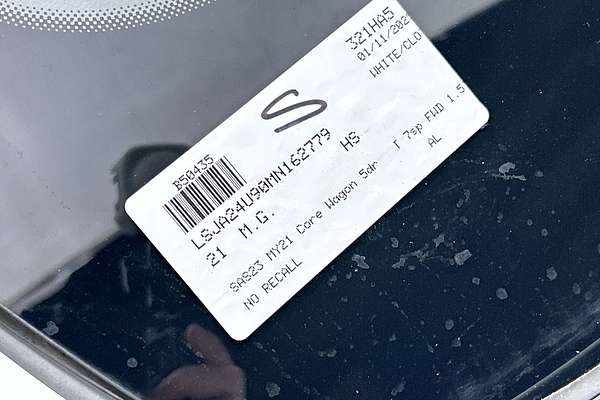 321HA5
01/11/202
WHITE/CLO
S
B50435
LSJA24U90MN162779 HS
21 M.G.
SAS23 MY21 Core Wagon 5dr T 7sp FWD 1.5
AL
NO RECALL